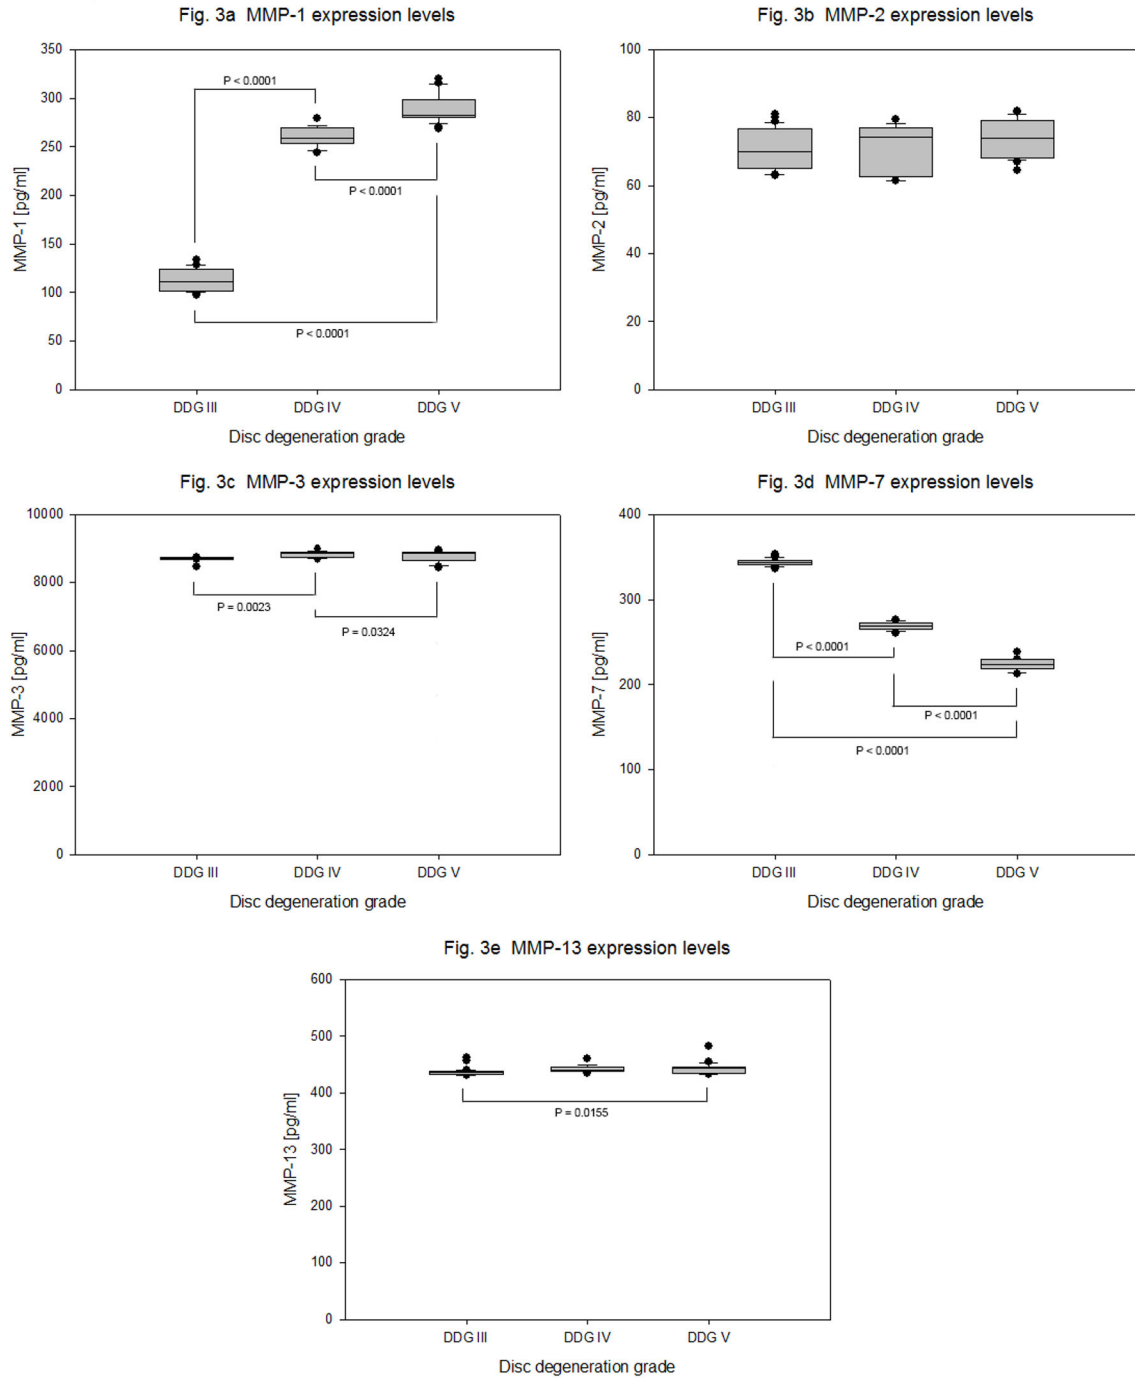 Fig. 3a MMP-1 expression levels
350
300
250
200
150
100
50
0
MMP-1 [pg/ml]
P < 0.0001
P < 0.0001
P < 0.0001
DDG III DDG IV DDG V
Disc degeneration grade
Fig. 3b MMP-2 expression levels
100
80
60
40
20
0
MMP-2 [pg/ml]
DDG III DDG IV DDG V
Disc degeneration grade
Fig. 3c MMP-3 expression levels
10000
8000
6000
4000
2000
0
MMP-3 [pg/ml]
P = 0.0023
P = 0.0324
DDG III DDG IV DDG V
Disc degeneration grade
Fig. 3d MMP-7 expression levels
400
300
200
100
0
MMP-7 [pg/ml]
P < 0.0001
P < 0.0001
P < 0.0001
DDG III DDG IV DDG V
Disc degeneration grade
Fig. 3e MMP-13 expression levels
600
500
400
300
200
100
0
MMP-13 [pg/ml]
P = 0.0155
DDG III DDG IV DDG V
Disc degeneration grade